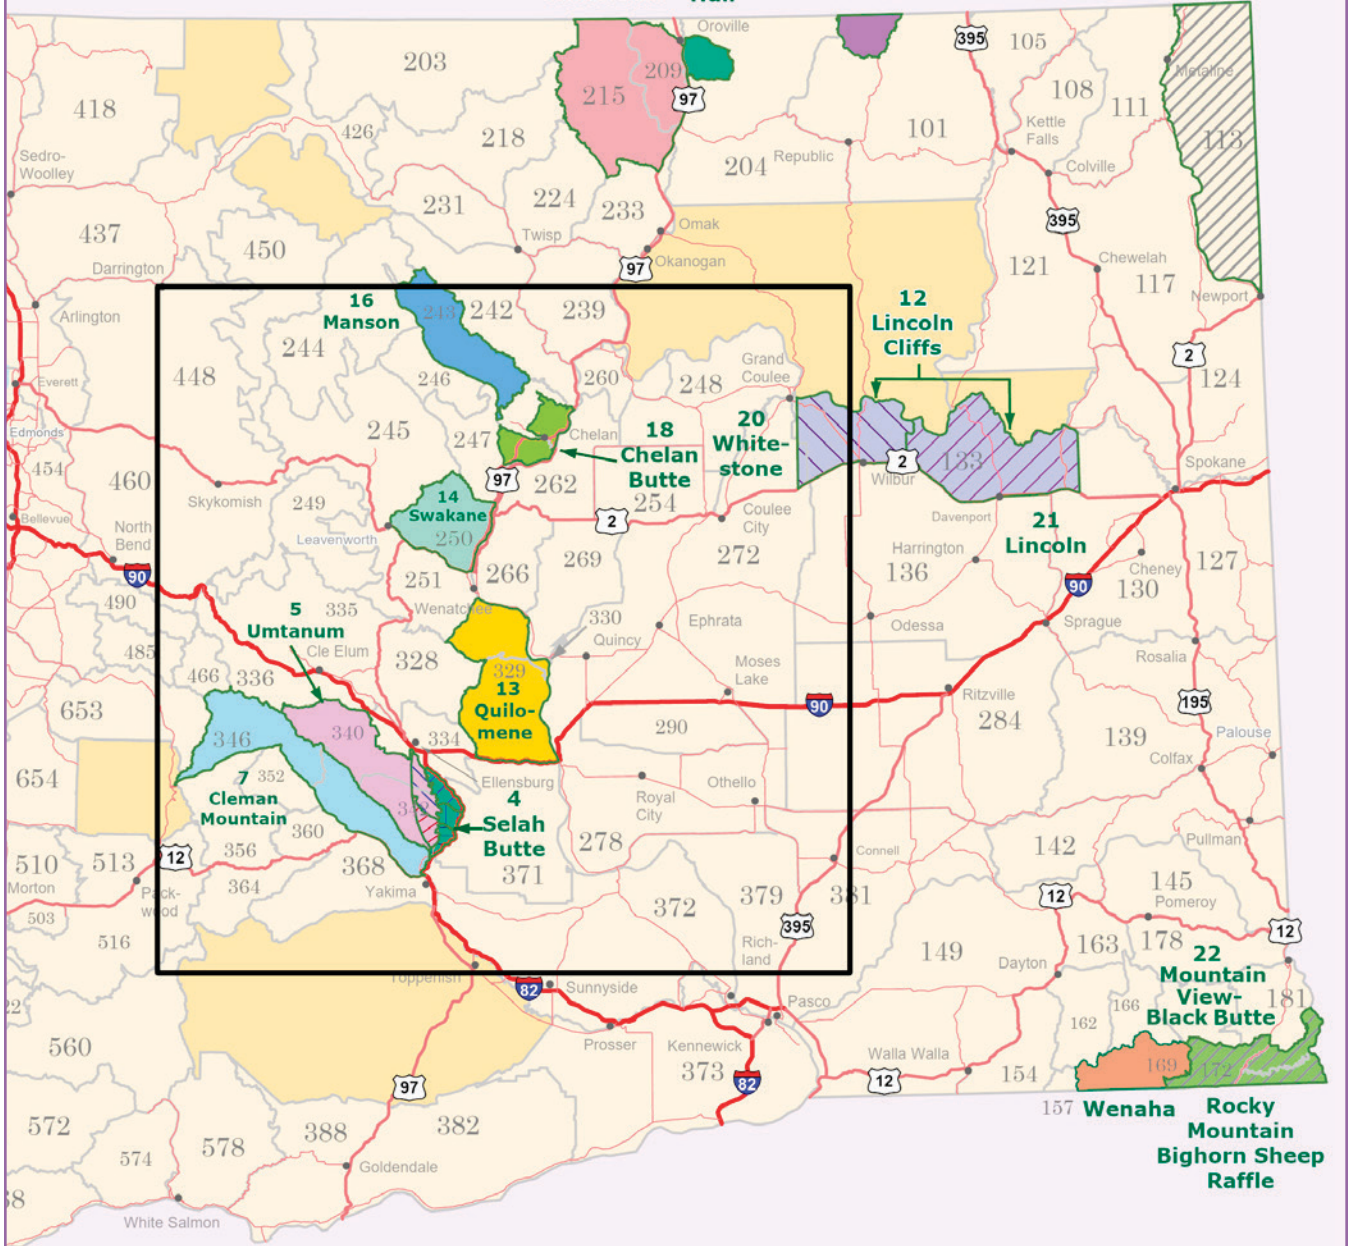 Oroville
395
105
203
209
97
215
Metaline
108
111
418
426
218
101
Kettle
Falls
113
Sedro-
Woolley
204
Republic
Colville
231
224
233
395
437
Twisp
Omak
450
Okanogan
121
Chewelah
Darrington
97
117
Newport
16
Manson
243
242
239
12
Lincoln
Cliffs
Arlington
244
2
448
246
260
248
Grand
Coulee
124
Everett
245
247
Chelan
18
Chelan
Butte
20
White-
stone
Edmonds
454
460
Skykomish
97
262
254
2
133
Wilbur
Spokane
249
14
Swakane
250
2
Coulee
City
Davenport
21
Lincoln
Bellevue
North
Bend
Leavenworth
269
272
Harrington
136
127
90
251
266
90
Cheney
130
490
335
Wenatchee
5
Umtanum
330
Quincy
Ephrata
Odessa
Sprague
485
Cle Elum
328
Rosalia
466
336
329
Moses
Lake
13
Quilo-
mene
90
Ritzville
195
653
284
346
340
334
290
139
Palouse
654
7
Cleman
Mountain
352
Ellensburg
Othello
Colfax
4
Selah
Butte
Royal
City
360
278
Pullman
510
513
12
356
368
371
Connell
142
Morton
Pack-
wood
364
Yakima
379
381
12
145
Pomeroy
503
372
395
516
Rich-
land
149
163
178
12
Toppenish
82
Sunnyside
Dayton
22
Mountain
View-
Black Butte
181
22
Pasco
166
162
560
Prosser
Kennewick
373
82
Walla Walla
12
154
169
172
97
157
Wenaha
Rocky
Mountain
Bighorn Sheep
Raffle
572
574
578
388
382
Goldendale
White Salmon